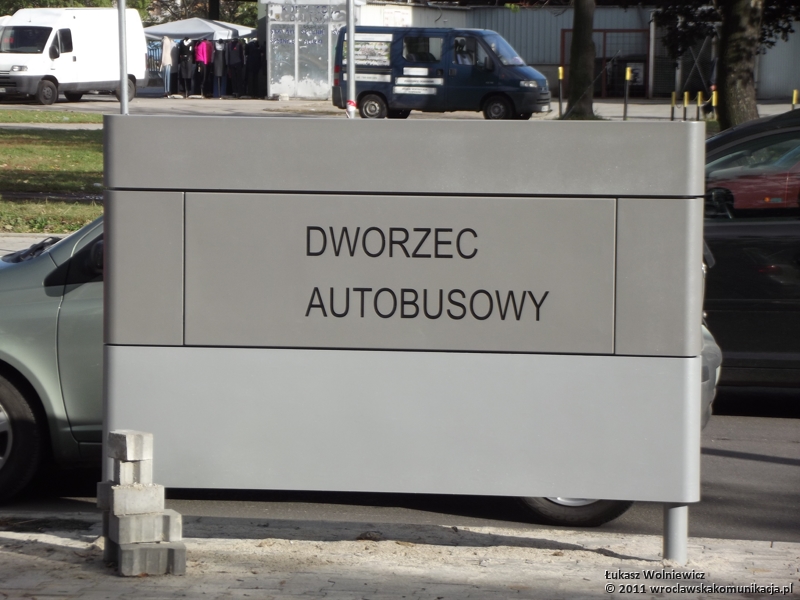 DWORZEC
AUTOBUSOWY
Łukasz Wolniewicz
© 2011 wroclawskakomunikacja.pl